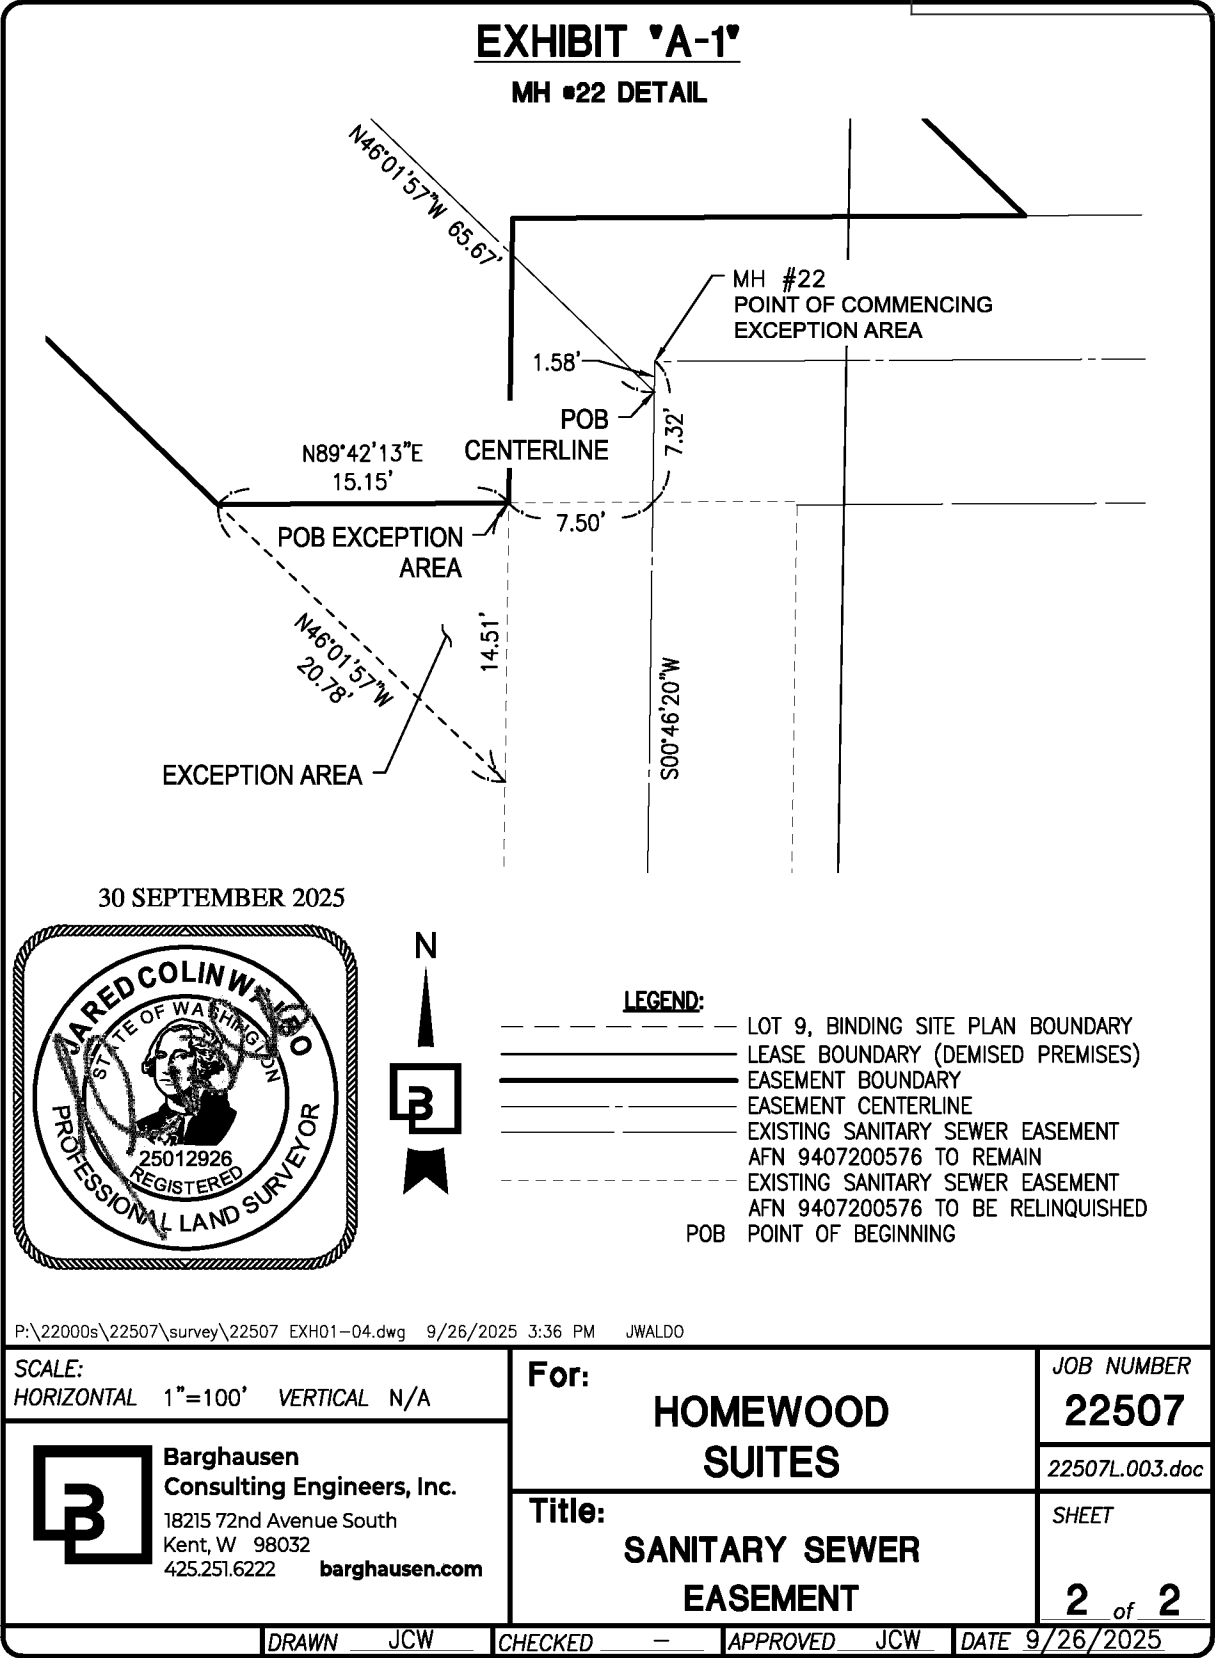 EXHIBIT "A-1"
MH #22 DETAIL
N46°01'57"W 65.67'
MH #22
POINT OF COMMENCING
EXCEPTION AREA
1.58'
POB
CENTERLINE
7.32'
N89°42'13"E
15.15'
7.50'
POB EXCEPTION
AREA
N46°01'57"W
20.78'
14.51'
S00°46'20"W
EXCEPTION AREA
30 SEPTEMBER 2025
JARED COLIN WALDO
STATE OF WASHINGTON
25012926
REGISTERED
PROFESSIONAL LAND SURVEYOR
N
B
LEGEND:
LOT 9, BINDING SITE PLAN BOUNDARY
LEASE BOUNDARY (DEMISED PREMISES)
EASEMENT BOUNDARY
EASEMENT CENTERLINE
EXISTING SANITARY SEWER EASEMENT
AFN 9407200576 TO REMAIN
EXISTING SANITARY SEWER EASEMENT
AFN 9407200576 TO BE RELINQUISHED
POB POINT OF BEGINNING
P:\22000s\22507\survey\22507 EXH01-04.dwg 9/26/2025 3:36 PM JWALDO
SCALE:
HORIZONTAL 1"=100' VERTICAL N/A
For:
HOMEWOOD
SUITES
JOB NUMBER
22507
22507L.003.doc
B
Barghausen
Consulting Engineers, Inc.
18215 72nd Avenue South
Kent, W 98032
425.251.6222 barghausen.com
Title:
SANITARY SEWER
EASEMENT
SHEET
2 of 2
DRAWN JCW CHECKED - APPROVED JCW DATE 9/26/2025